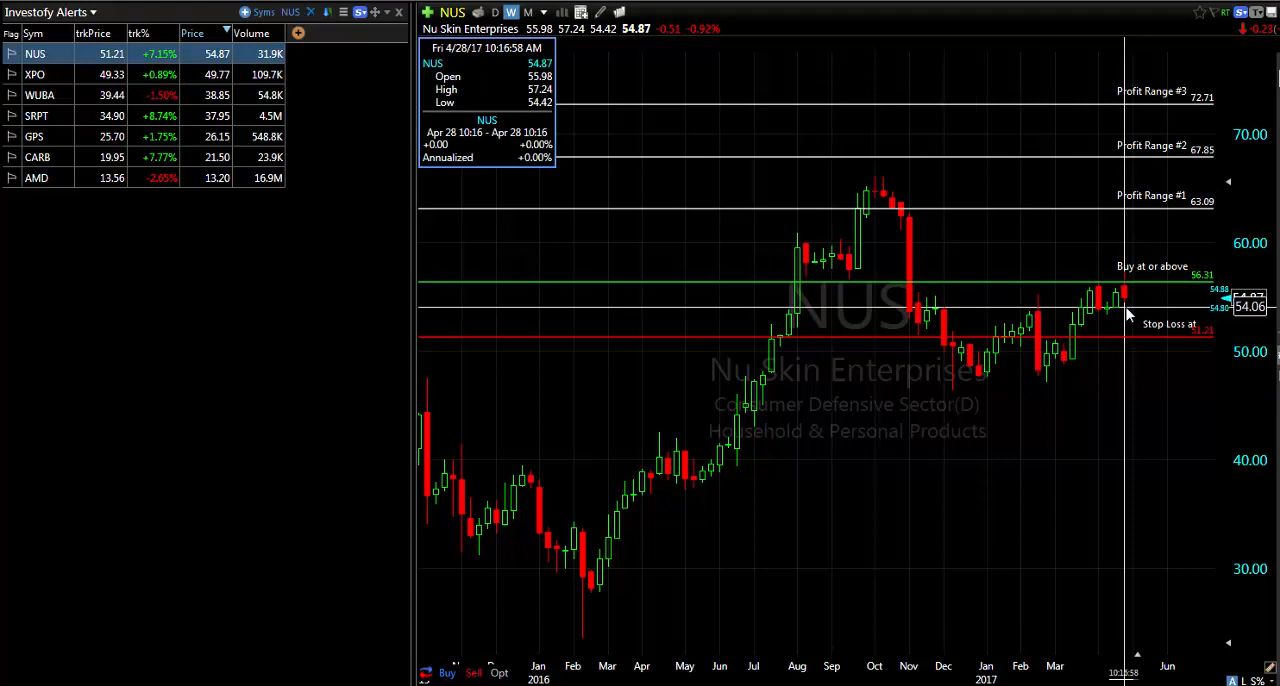 Investofy Alerts
Syms NUS
Flag Sym trkPrice trk% Price Volume
NUS 51.21 +7.15% 54.87 31.9K
XPO 49.33 +0.89% 49.77 109.7K
WUBA 39.44 -1.50% 38.85 54.8K
SRPT 34.90 +8.74% 37.95 4.5M
GPS 25.70 +1.75% 26.15 548.8K
CARB 19.95 +7.77% 21.50 23.9K
AMD 13.56 -2.65% 13.20 16.9M
NUS D W M
RT S T
Nu Skin Enterprises 55.98 57.24 54.42 54.87 -0.51 -0.92%
-0.23
Fri 4/28/17 10:16:58 AM
NUS 54.87
Open 55.98
High 57.24
Low 54.42
NUS
Apr 28 10:16 - Apr 28 10:16
+0.00 +0.00%
Annualized +0.00%
Profit Range #3 72.71
70.00
Profit Range #2 67.85
Profit Range #1 63.09
60.00
Buy at or above 56.31
54.88
54.87
54.06
54.80
Stop Loss at 51.21
50.00
40.00
30.00
NUS
Nu Skin Enterprises
Consumer Defensive Sector(D)
Household & Personal Products
Jan Feb Mar Apr May Jun Jul Aug Sep Oct Nov Dec Jan Feb Mar Jun
2016 2017
Buy Sell Opt
A L S% -